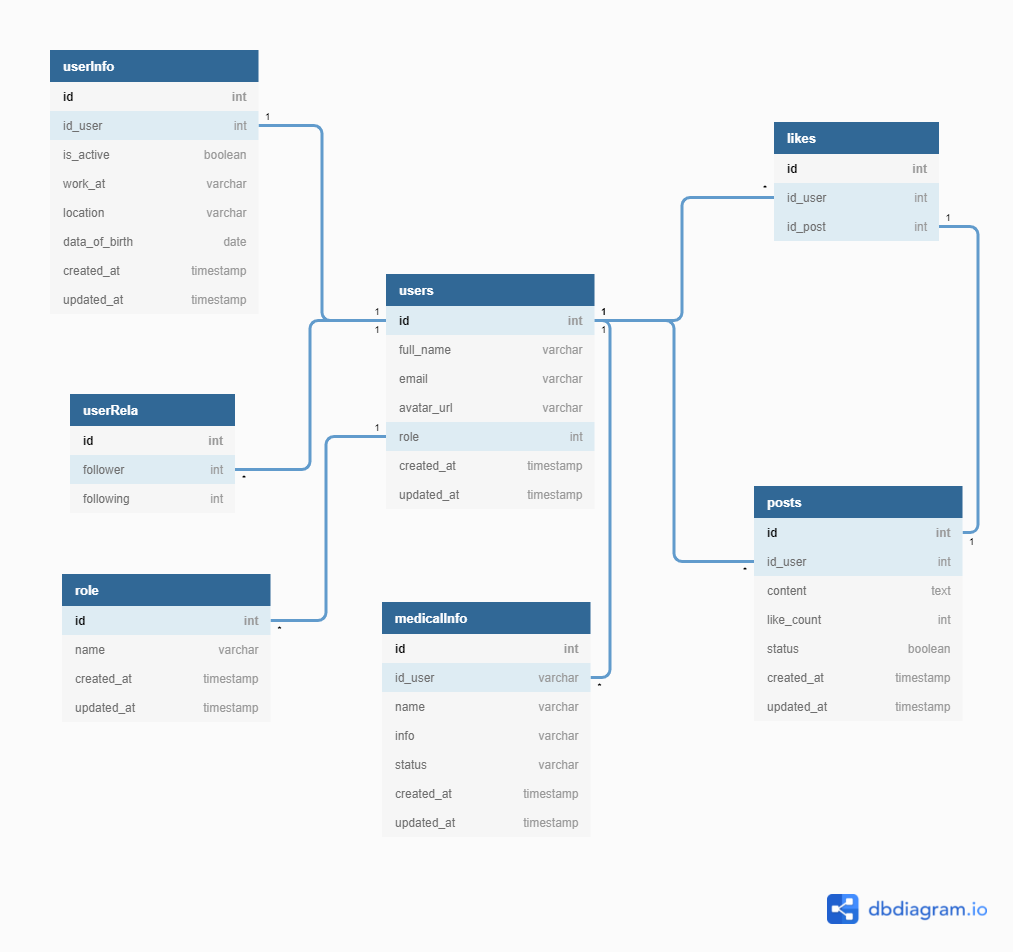 userInfo
id int
id_user int
is_active boolean
work_at varchar
location varchar
data_of_birth date
created_at timestamp
updated_at timestamp
1
likes
id int
id_user int
id_post int
*
1
users
id int
full_name varchar
email varchar
avatar_url varchar
role int
created_at timestamp
updated_at timestamp
1
1
1
1
1
userRela
id int
follower int
following int
*
posts
id int
id_user int
content text
like_count int
status boolean
created_at timestamp
updated_at timestamp
1
*
role
id int
name varchar
created_at timestamp
updated_at timestamp
*
medicalInfo
id int
id_user varchar
name varchar
info varchar
status varchar
created_at timestamp
updated_at timestamp
*
dbdiagram.io